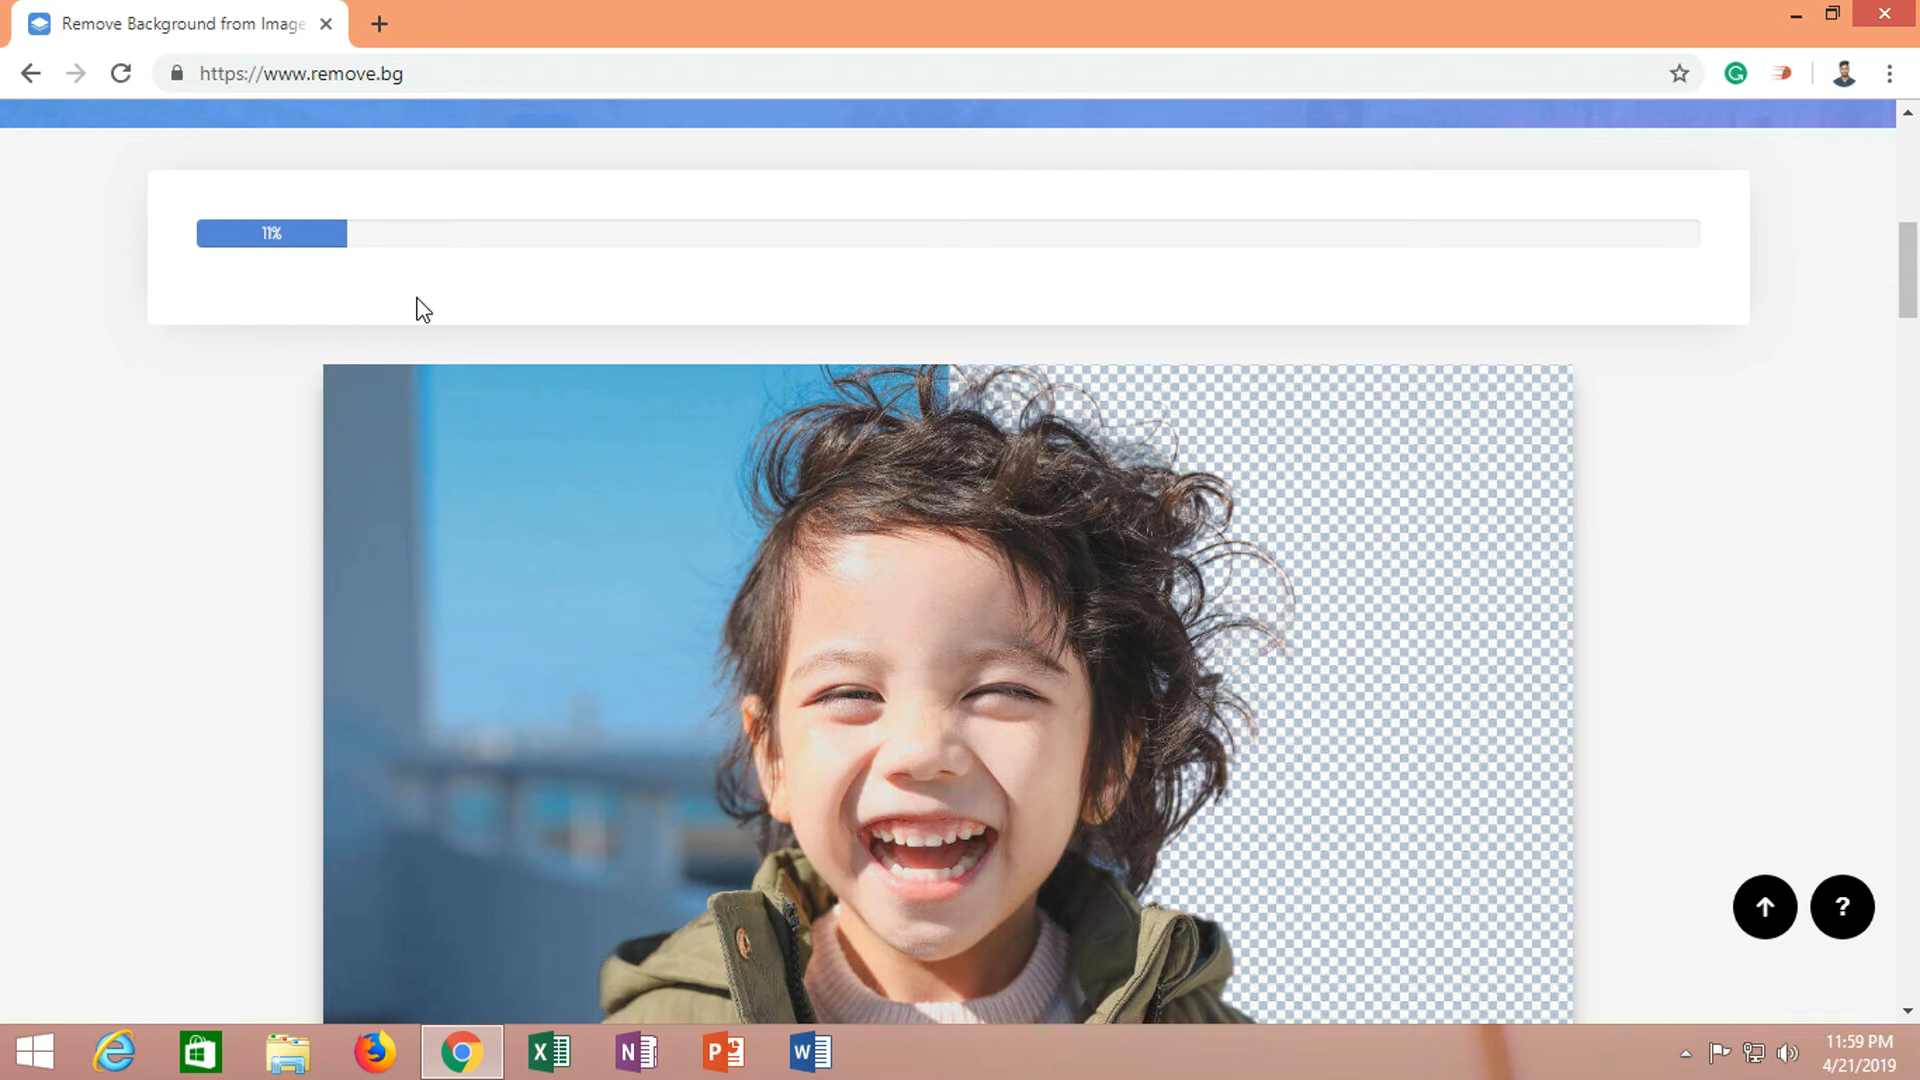 Remove Background from Image
https://www.remove.bg
11%
?
11:59 PM
4/21/2019